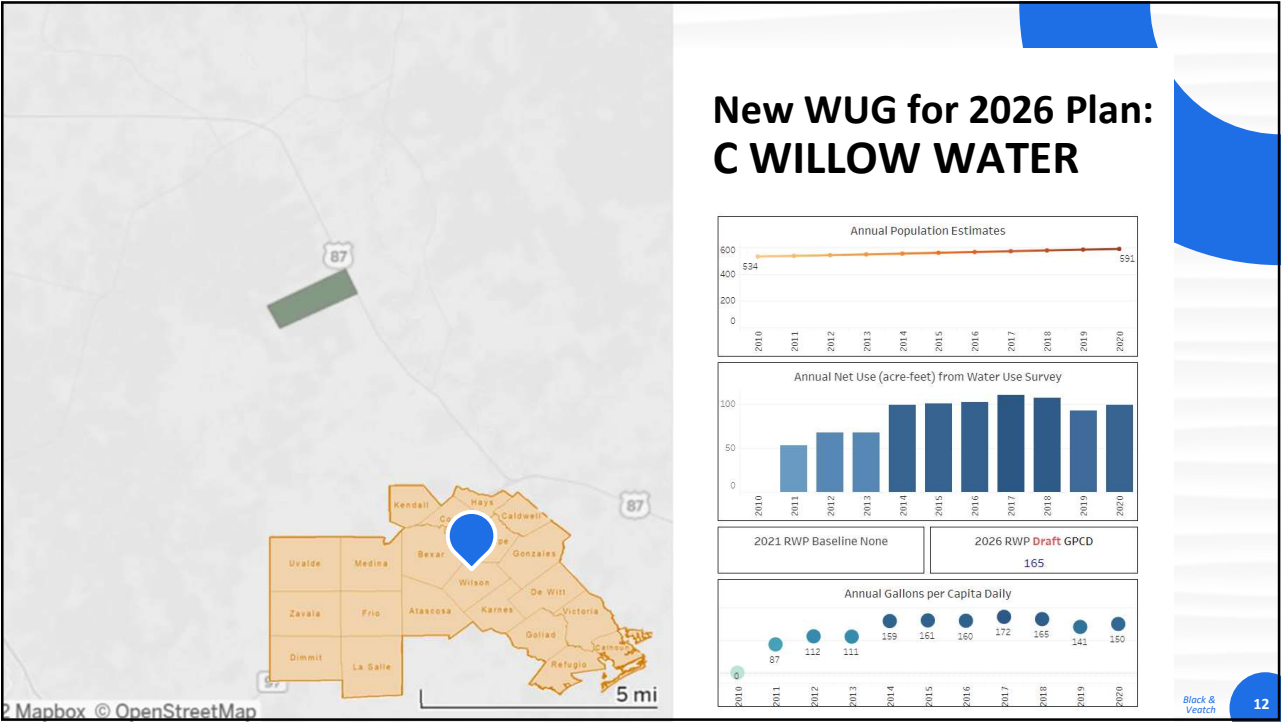 New WUG for 2026 Plan:
C WILLOW WATER
87
87
Kendall
Hays
Caldwell
Bexar
Gonzales
Uvalde
Medina
Wilson
De Witt
Zavala
Frio
Atascosa
Karnes
Victoria
Goliad
Calhoun
Dimmit
La Salle
Refugio
5 mi
2 Mapbox © OpenStreetMap
Annual Population Estimates
600
400
200
0
534
591
2010 2011 2012 2013 2014 2015 2016 2017 2018 2019 2020
Annual Net Use (acre-feet) from Water Use Survey
100
50
0
2010 2011 2012 2013 2014 2015 2016 2017 2018 2019 2020
2021 RWP Baseline None
2026 RWP Draft GPCD
165
Annual Gallons per Capita Daily
0 87 112 111 159 161 160 172 165 141 150
2010 2011 2012 2013 2014 2015 2016 2017 2018 2019 2020
Black &
Veatch
12